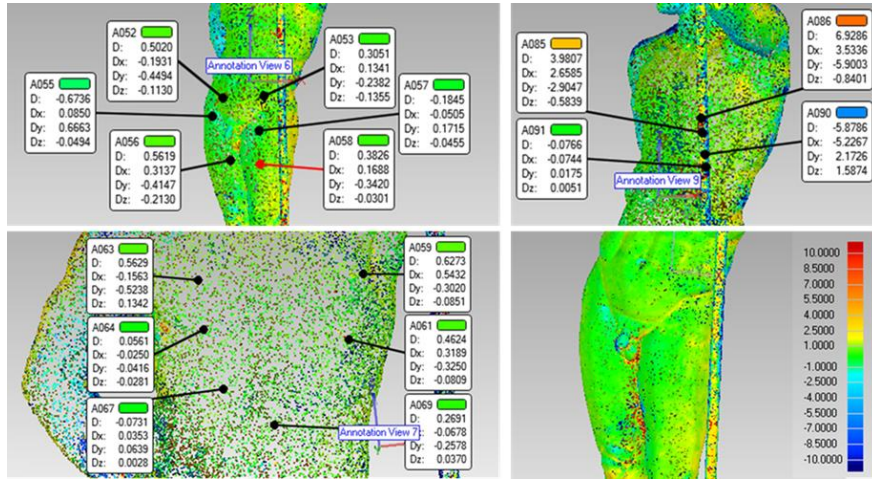 A052
D: 0.5020
Dx: -0.1931
Dy: -0.4494
Dz: -0.1130
A053
D: 0.3051
Dx: 0.1341
Dy: -0.2382
Dz: -0.1355
Annotation View 6
A055
D: -0.6736
Dx: 0.0850
Dy: 0.6663
Dz: -0.0494
A057
D: -0.1845
Dx: -0.0505
Dy: 0.1715
Dz: -0.0455
A056
D: 0.5619
Dx: 0.3137
Dy: -0.4147
Dz: -0.2130
A058
D: 0.3826
Dx: 0.1688
Dy: -0.3420
Dz: -0.0301
A085
D: 3.9807
Dx: 2.6585
Dy: -2.9047
Dz: -0.5839
A086
D: 6.9286
Dx: 3.5336
Dy: -5.9003
Dz: -0.8401
A091
D: -0.0766
Dx: -0.0744
Dy: 0.0175
Dz: 0.0051
A090
D: -5.8786
Dx: -5.2267
Dy: 2.1726
Dz: 1.5874
Annotation View 9
A063
D: 0.5629
Dx: -0.1563
Dy: -0.5238
Dz: 0.1342
A059
D: 0.6273
Dx: 0.5432
Dy: -0.3020
Dz: -0.0851
A064
D: 0.0561
Dx: -0.0250
Dy: -0.0416
Dz: -0.0281
A061
D: 0.4624
Dx: 0.3189
Dy: -0.3250
Dz: -0.0809
A067
D: -0.0731
Dx: 0.0353
Dy: 0.0639
Dz: 0.0028
A069
D: 0.2691
Dx: -0.0678
Dy: -0.2578
Dz: 0.0370
Annotation View 7
10.0000
8.5000
7.0000
5.5000
4.0000
2.5000
1.0000
-1.0000
-2.5000
-4.0000
-5.5000
-7.0000
-8.5000
-10.0000